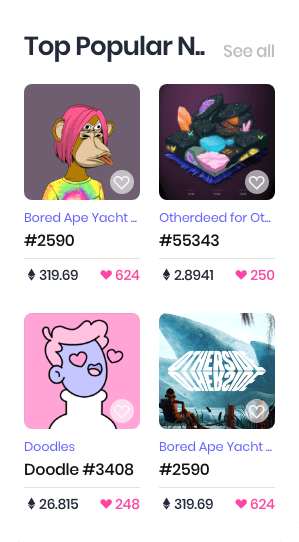 Top Popular N..
See all
Bored Ape Yacht ...
#2590
319.69
624
Otherdeed for Ot...
#55343
2.8941
250
Doodles
Doodle #3408
26.815
248
OTHERSIDE
Bored Ape Yacht ...
#2590
319.69
624